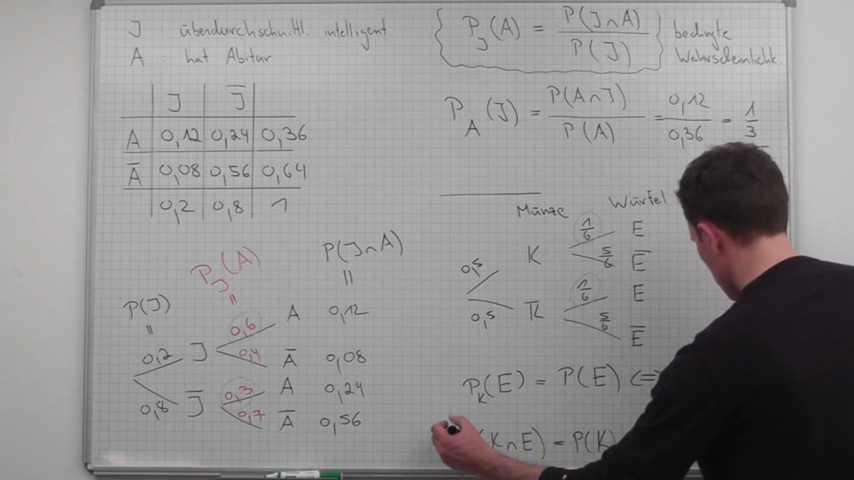 J : überdurchschnittl. intelligent
A : hat Abitur
J J̅
A 0,12 0,24 0,36
A̅ 0,08 0,56 0,64
0,2 0,8 1
P(J)
=
P_J(A)
=
P(J∩A)
=
0,2 J 0,6 A 0,12
0,4 A̅ 0,08
0,8 J̅ 0,3 A 0,24
0,7 A̅ 0,56
P_J(A) = P(J∩A) / P(J)
bedingte
Wahrscheinlichk.
P_A(J) = P(A∩J) / P(A) = 0,12 / 0,36 = 1/3
Münze Würfel
0,5 K 1/6 E
5/6 E̅
0,5 K̅ 1/6 E
5/6 E̅
P_K(E) = P(E) <=>
(K∩E) = P(K)